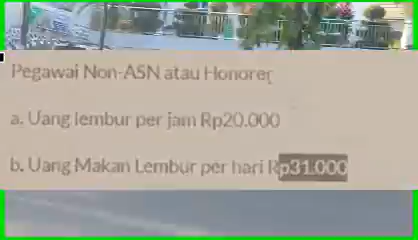 Pegawai Non-ASN atau Honorer
a. Uang lembur per jam Rp20.000
b. Uang Makan Lembur per hari Rp31.000